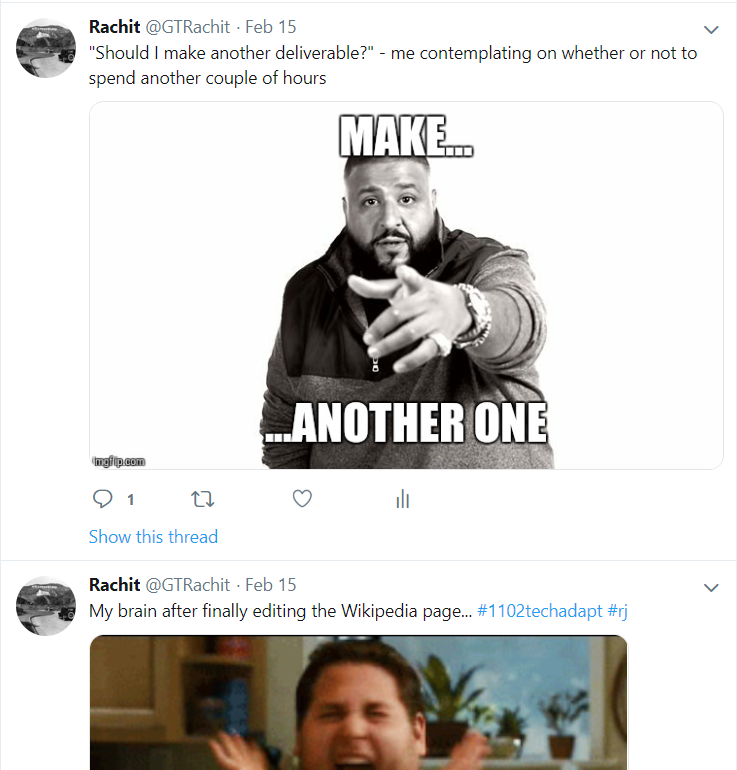 Rachit @GTRachit · Feb 15
"Should I make another deliverable?" - me contemplating on whether or not to
spend another couple of hours
MAKE...
...ANOTHER ONE
imgflip.com
1
Show this thread
Rachit @GTRachit · Feb 15
My brain after finally editing the Wikipedia page... #1102techadapt #rj